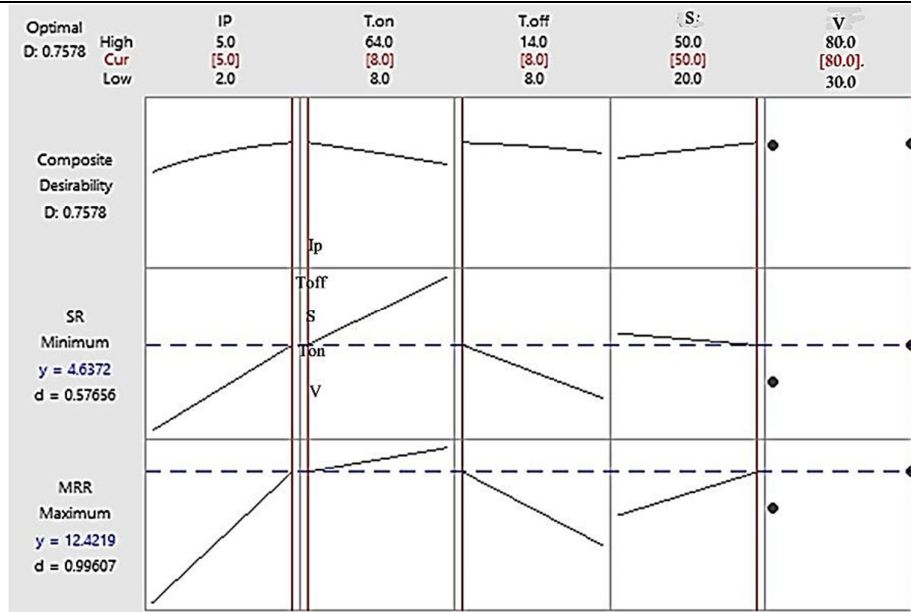 Optimal
D: 0.7578
High
Cur
Low
IP
5.0
[5.0]
2.0
T.on
64.0
[8.0]
8.0
T.off
14.0
[8.0]
8.0
S:
50.0
[50.0]
20.0
V
80.0
[80.0].
30.0
Composite
Desirability
D: 0.7578
Ip
Toff
S
Ton
V
SR
Minimum
y = 4.6372
d = 0.57656
MRR
Maximum
y = 12.4219
d = 0.99607